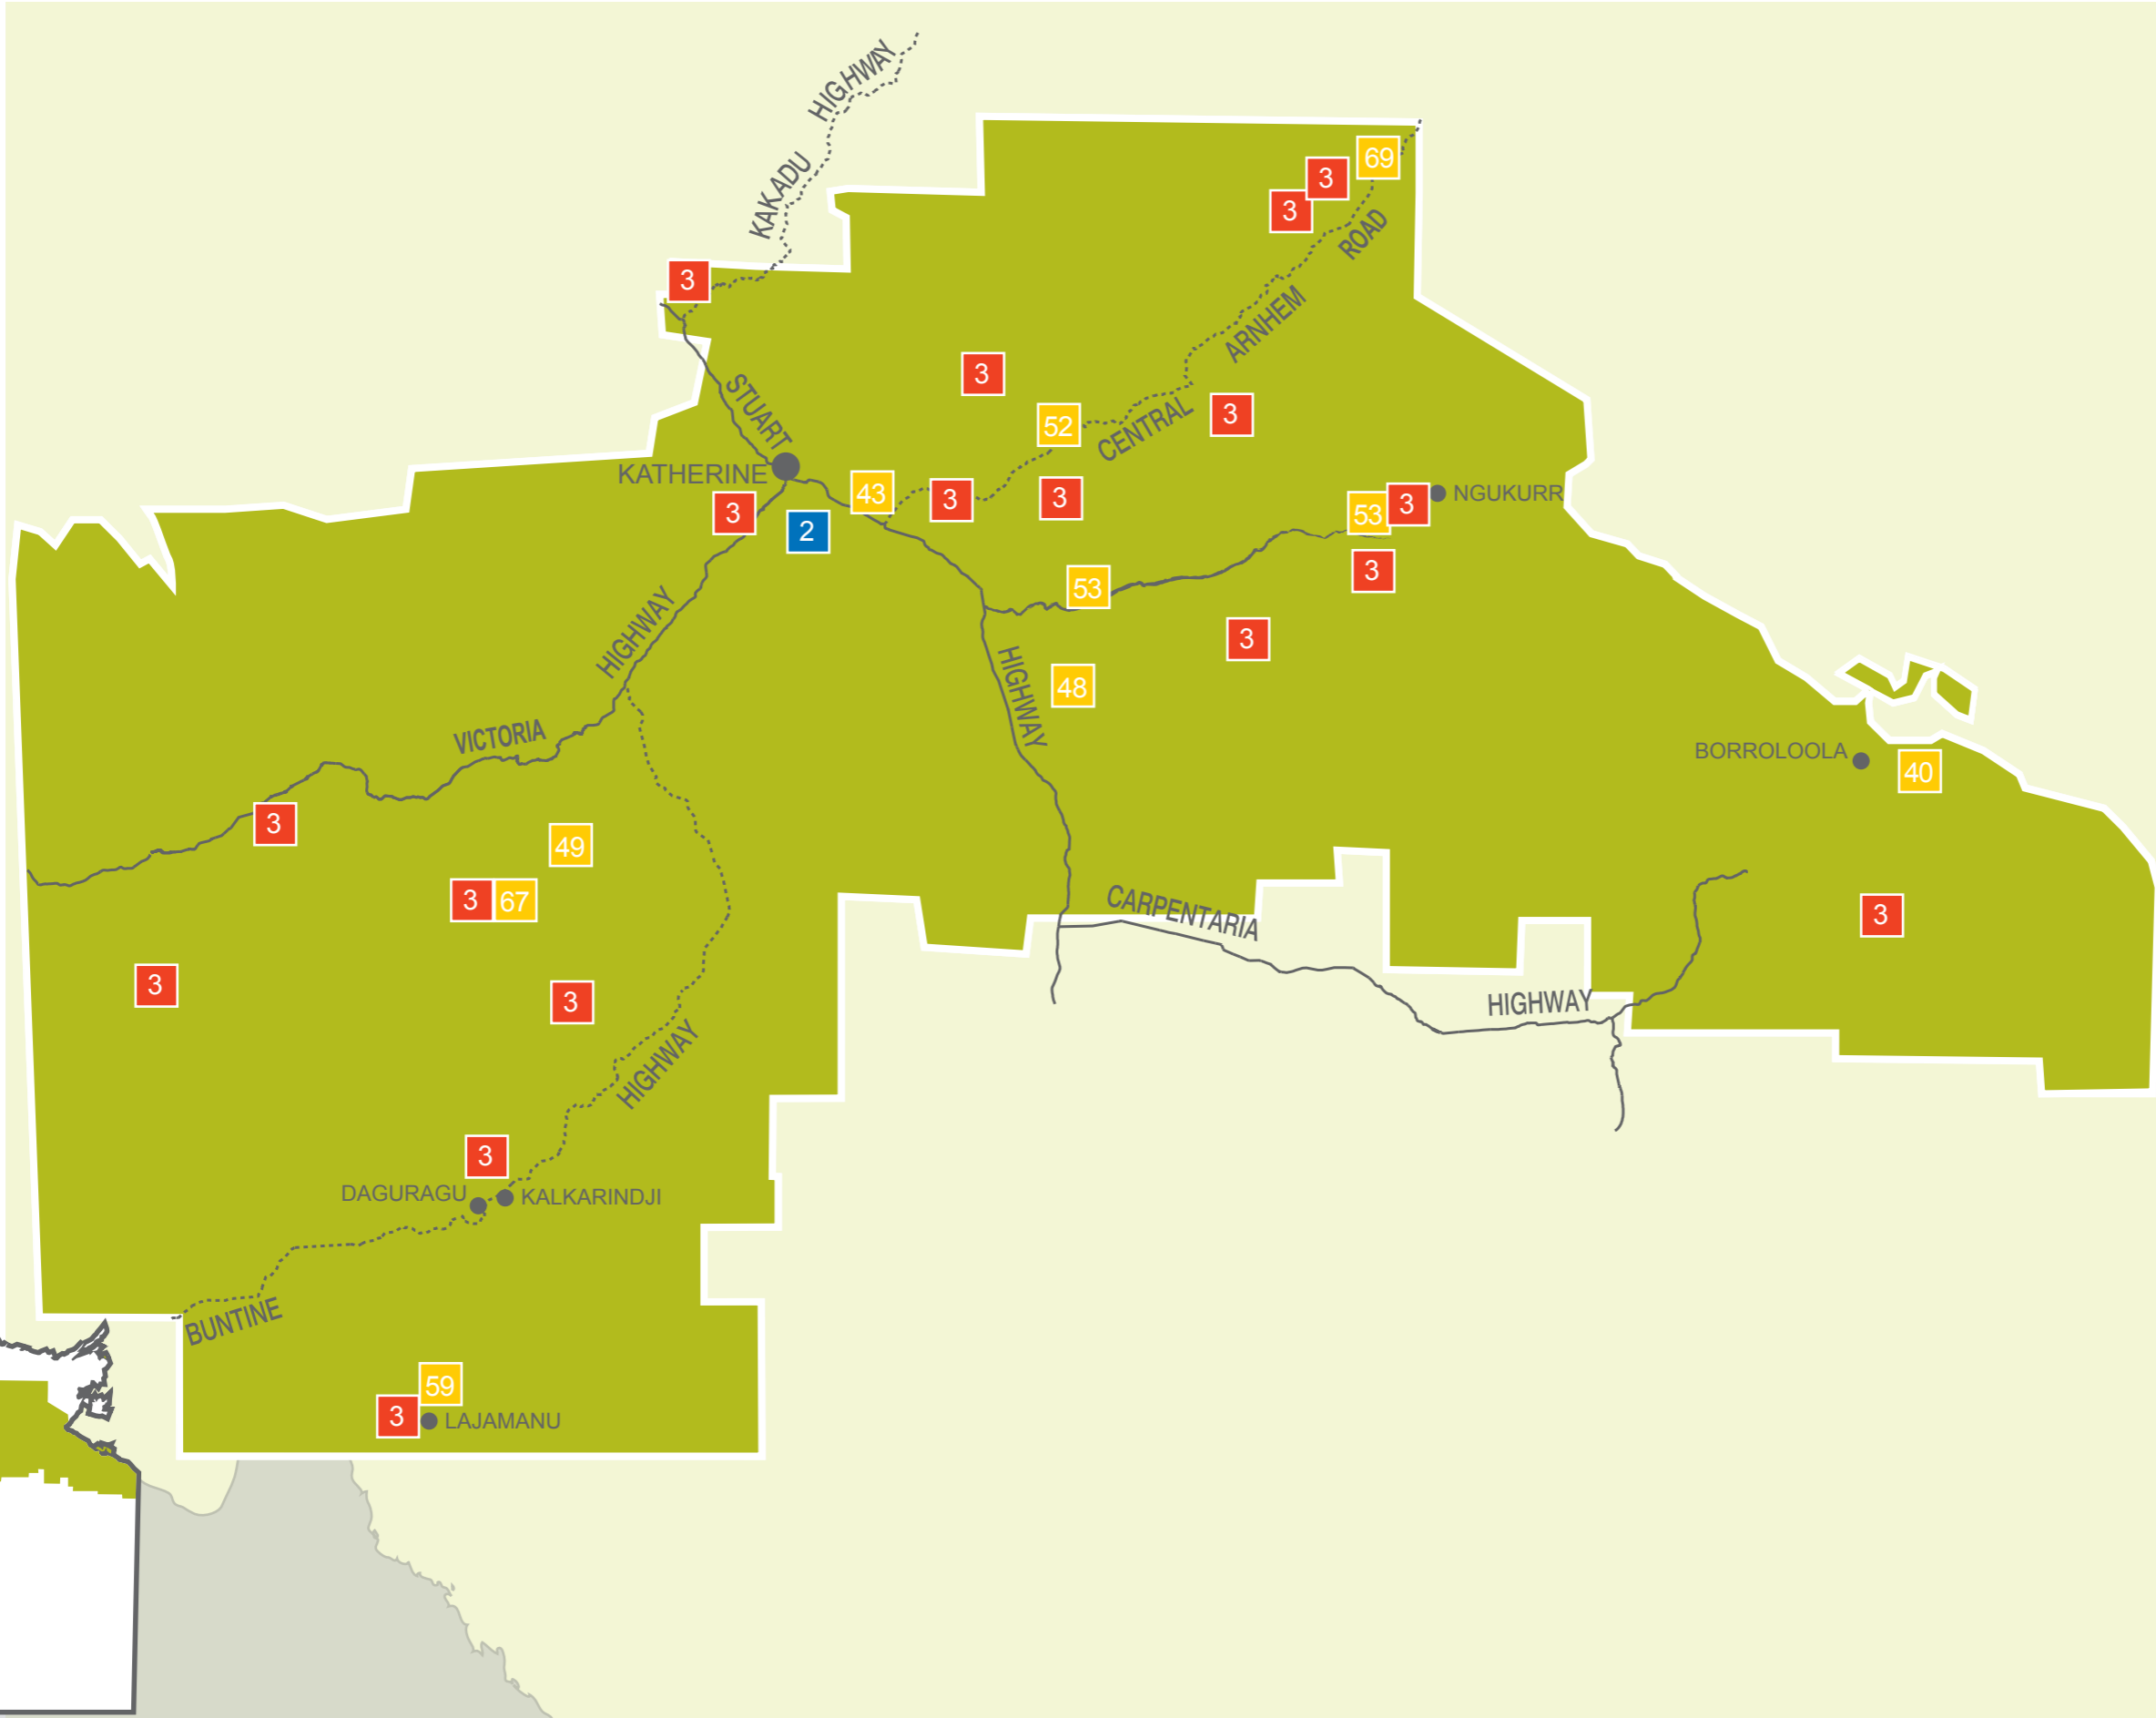 KAKADU
HIGHWAY
69
3
3
ROAD
3
ARNHEM
3
STUART
3
52
CENTRAL
KATHERINE
43
3
3
NGUKURR
53
3
3
2
3
53
HIGHWAY
3
HIGHWAY
48
VICTORIA
BORROLOOLA
40
3
49
3
67
CARPENTARIA
3
3
3
HIGHWAY
HIGHWAY
3
DAGURAGU
KALKARINDJI
BUNTINE
59
3
LAJAMANU